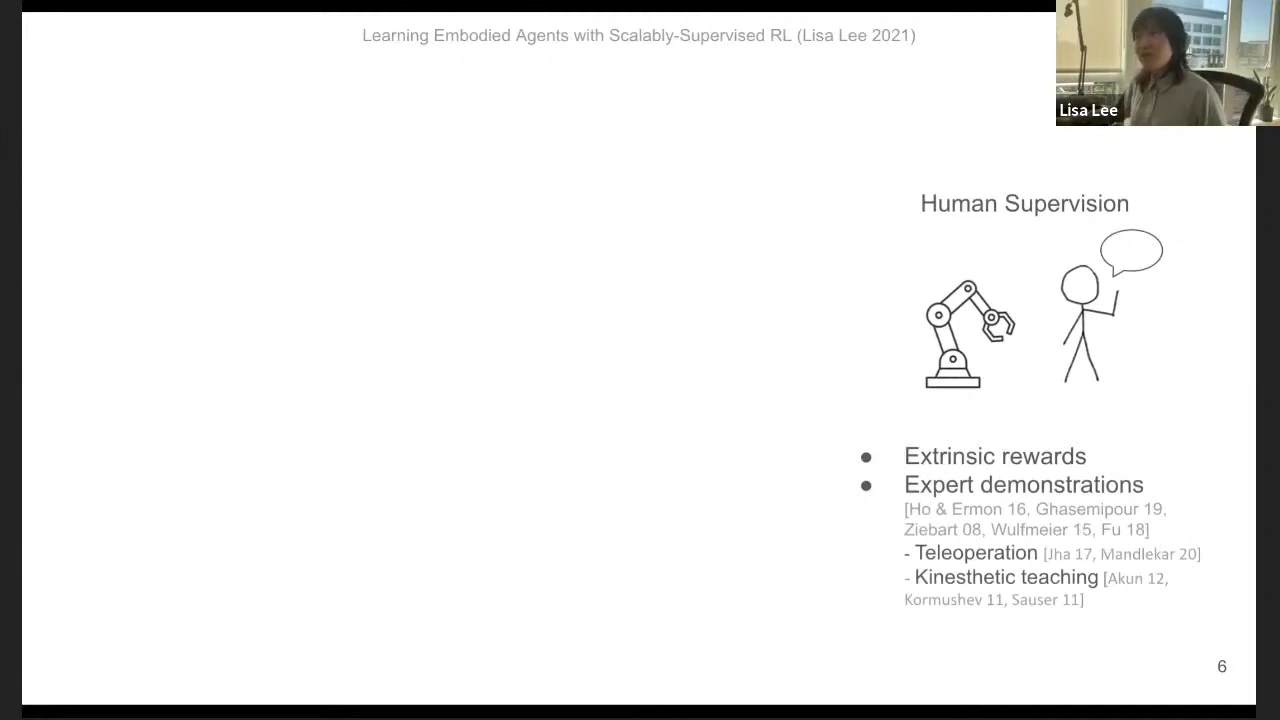 Learning Embodied Agents with Scalably-Supervised RL (Lisa Lee 2021)
Lisa Lee
Human Supervision
● Extrinsic rewards
● Expert demonstrations
[Ho & Ermon 16, Ghasemipour 19,
Ziebart 08, Wulfmeier 15, Fu 18]
- Teleoperation [Jha 17, Mandlekar 20]
- Kinesthetic teaching [Akun 12,
Kormushev 11, Sauser 11]
6